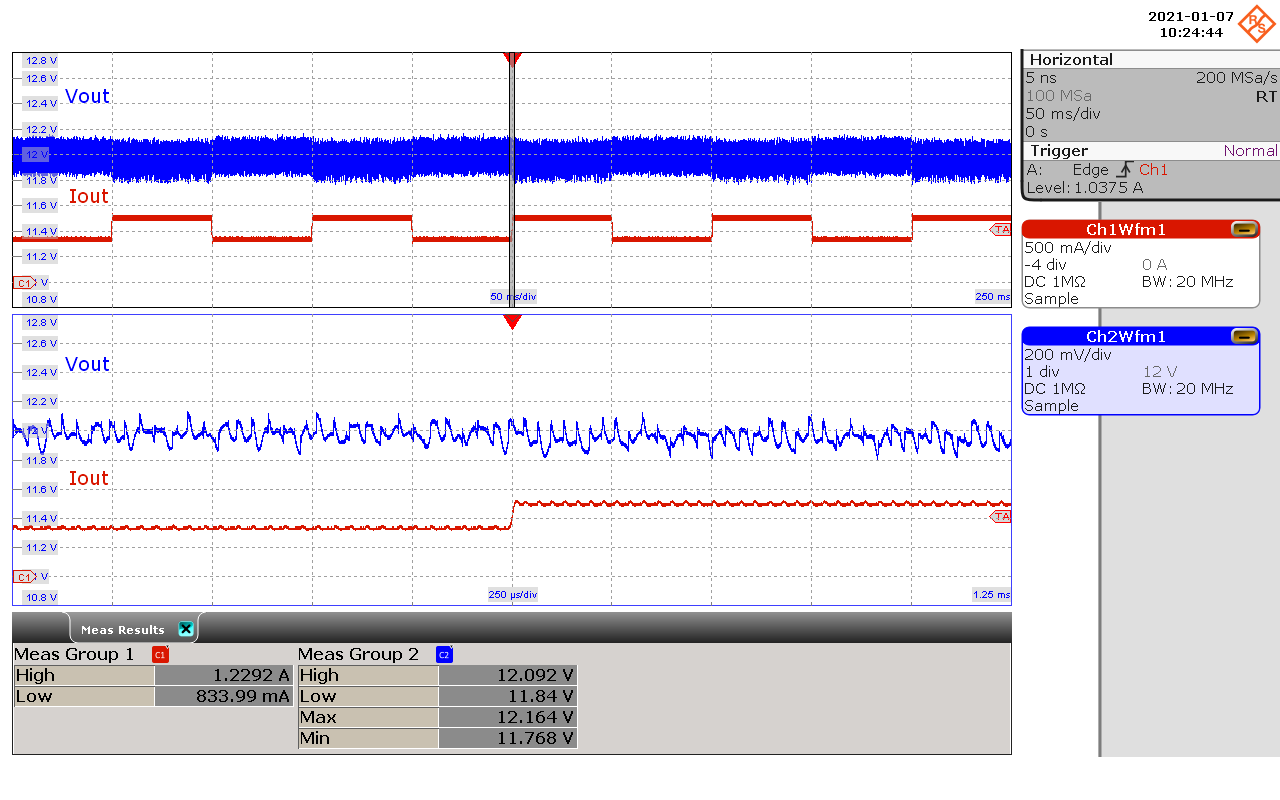 2021-01-07
10:24:44
R&S
12.8 V
12.6 V
12.4 V
Vout
12.2 V
12 V
11.8 V
Iout
11.6 V
11.4 V
TA
11.2 V
C1
V
10.8 V
50 ms/div
250 ms
12.8 V
12.6 V
Vout
12.4 V
12.2 V
12 V
11.8 V
Iout
11.6 V
11.4 V
TA
11.2 V
C1
V
10.8 V
250 µs/div
1.25 ms
Horizontal
5 ns 200 MSa/s
100 MSa RT
50 ms/div
0 s
Trigger Normal
A: Edge Ch1
Level: 1.0375 A
Ch1Wfm1
500 mA/div
-4 div 0 A
DC 1MΩ BW: 20 MHz
Sample
Ch2Wfm1
200 mV/div
1 div 12 V
DC 1MΩ BW: 20 MHz
Sample
Meas Results
Meas Group 1 C1
High 1.2292 A
Low 833.99 mA
Meas Group 2 C2
High 12.092 V
Low 11.84 V
Max 12.164 V
Min 11.768 V